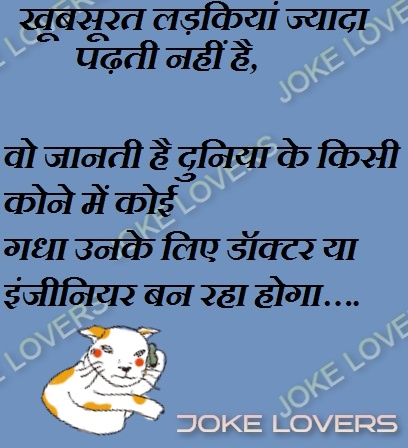 खूबसूरत लड़कियां ज्यादा
पढ़ती नहीं है,
वो जानती है दुनिया के किसी
कोने में कोई
गधा उनके लिए डॉक्टर या
इंजीनियर बन रहा होगा....
JOKE LOVERS